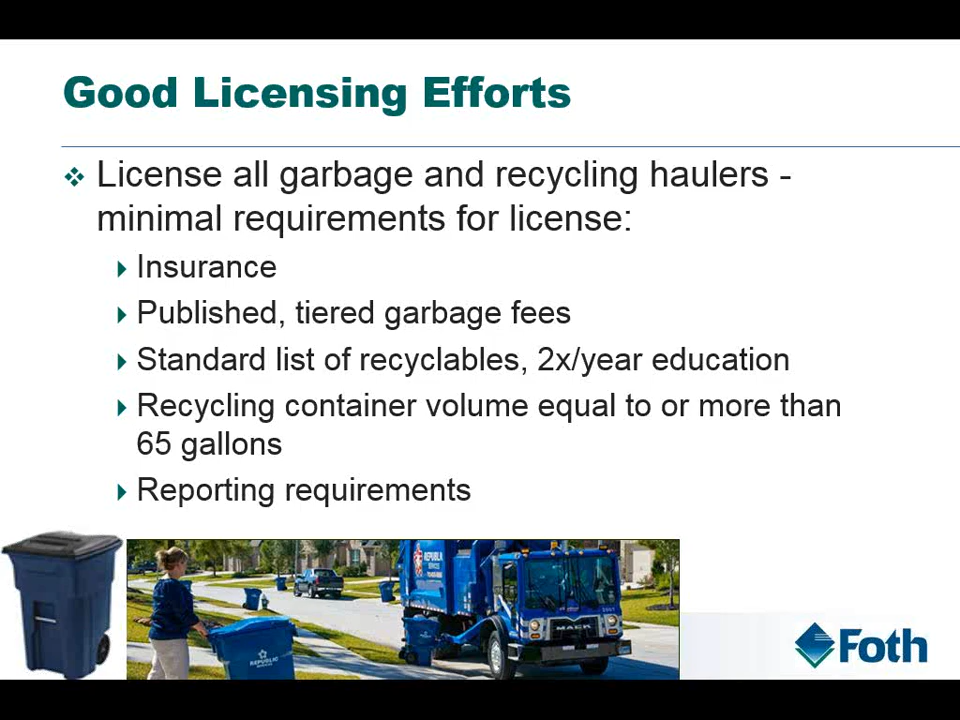 Good Licensing Efforts
License all garbage and recycling haulers -
minimal requirements for license:
Insurance
Published, tiered garbage fees
Standard list of recyclables, 2x/year education
Recycling container volume equal to or more than
65 gallons
Reporting requirements
REPUBLIC
MACK
Foth